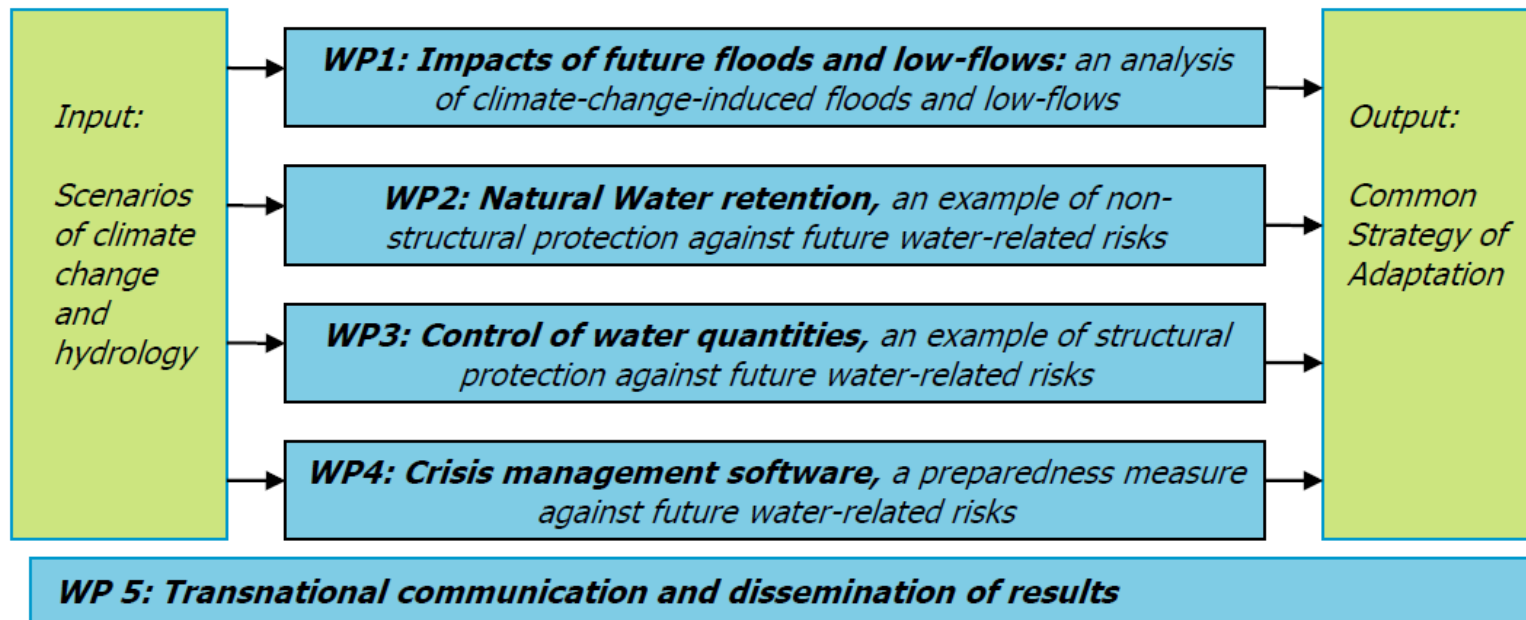 Input:
Scenarios
of climate
change
and
hydrology
WP1: Impacts of future floods and low-flows: an analysis
of climate-change-induced floods and low-flows
WP2: Natural Water retention, an example of non-
structural protection against future water-related risks
WP3: Control of water quantities, an example of structural
protection against future water-related risks
WP4: Crisis management software, a preparedness measure
against future water-related risks
Output:
Common
Strategy of
Adaptation
WP 5: Transnational communication and dissemination of results